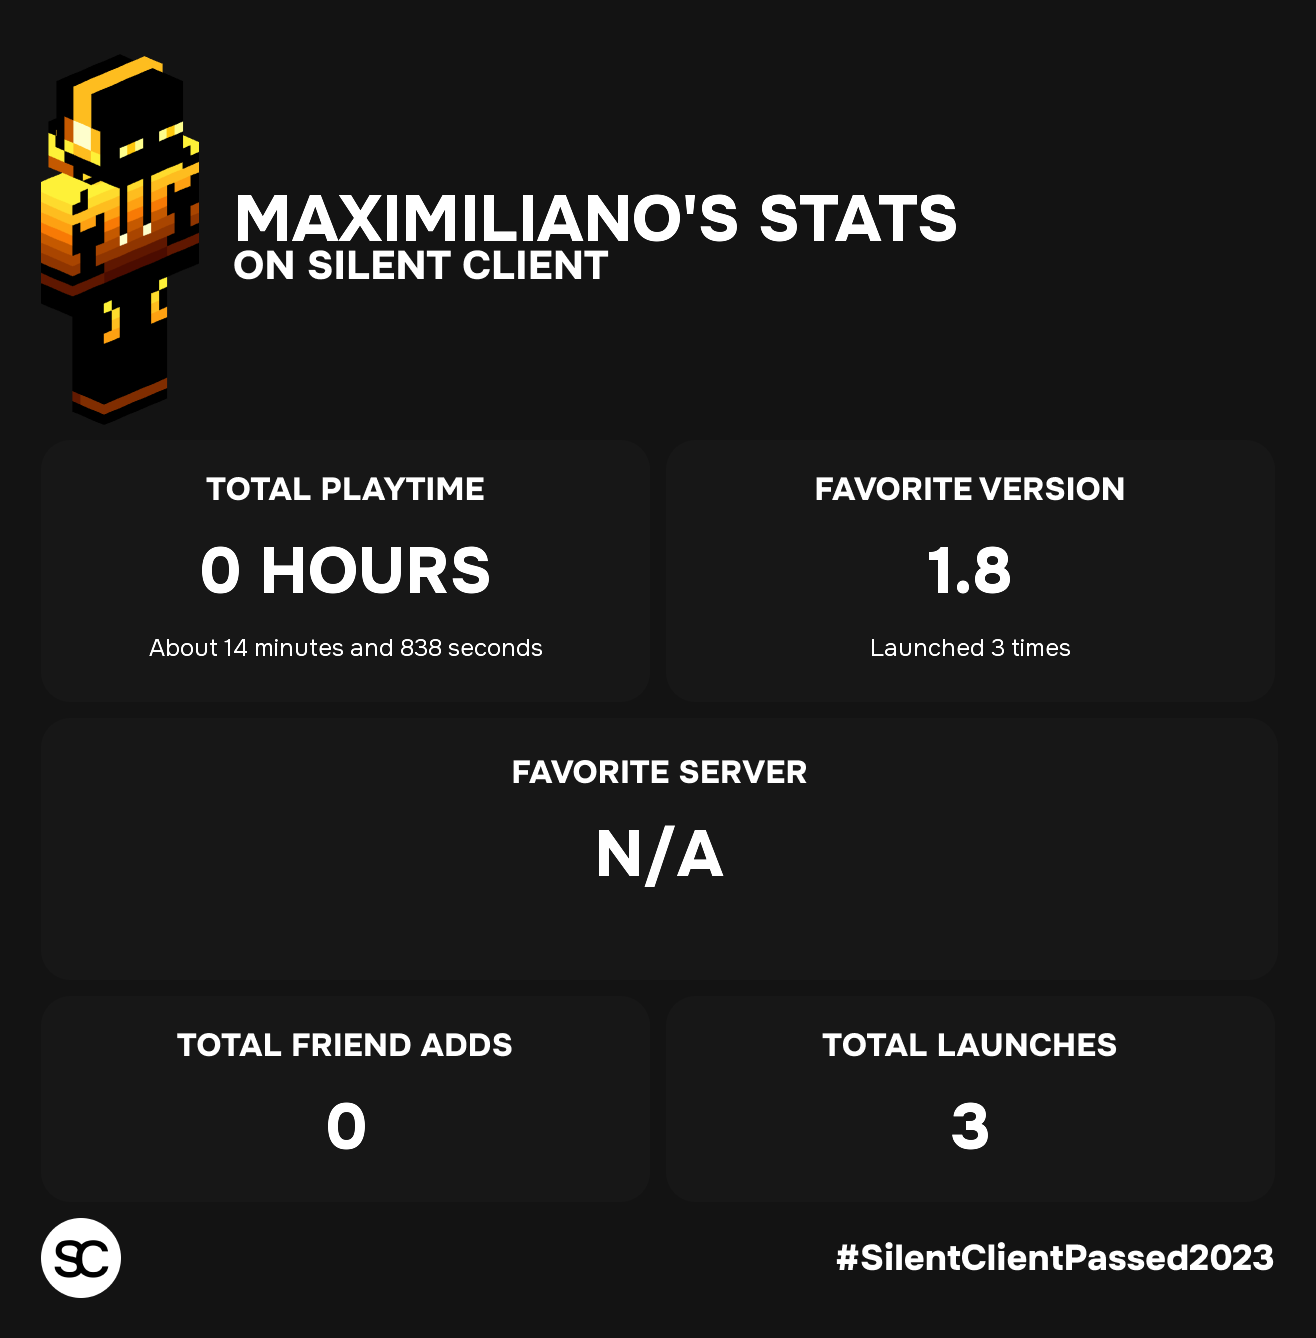 MAXIMILIANO'S STATS
ON SILENT CLIENT
TOTAL PLAYTIME
0 HOURS
About 14 minutes and 838 seconds
FAVORITE VERSION
1.8
Launched 3 times
FAVORITE SERVER
N/A
TOTAL FRIEND ADDS
0
TOTAL LAUNCHES
3
SC
#SilentClientPassed2023